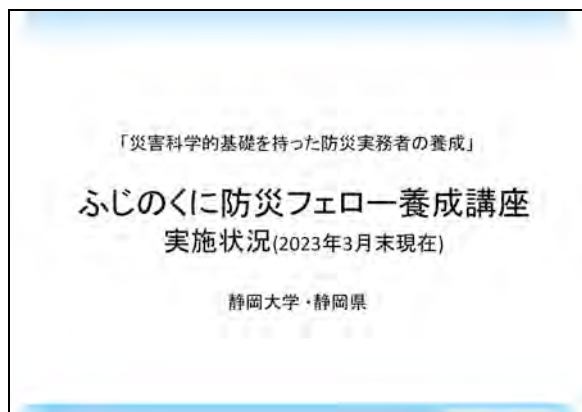 「災害科学的基礎を持った防災実務者の養成」
ふじのくに防災フェロー養成講座
実施状況(2023年3月末現在)
静岡大学・静岡県